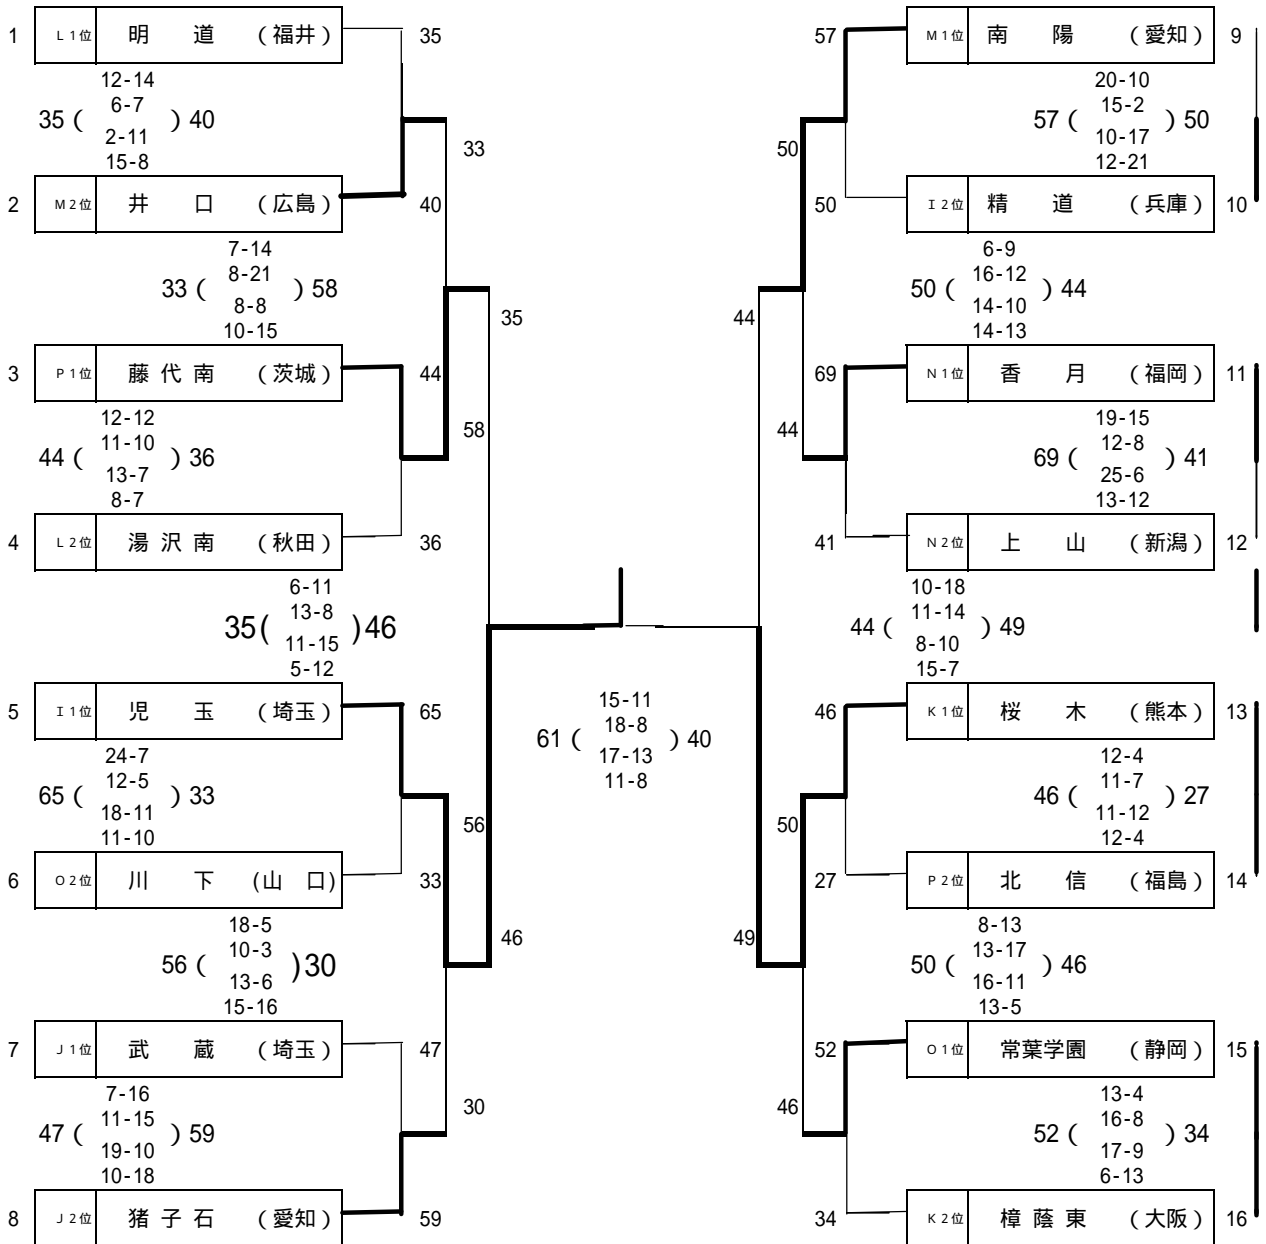 1 L1位 明 道 (福井) 35
12-14
6-7
35 ( ) 40
2-11
15-8
33
2 M2位 井 口 (広島) 40
7-14
8-21
33 ( ) 58
8-8
10-15
35
3 P1位 藤代南 (茨城) 44
12-12
11-10
44 ( ) 36
13-7
8-7
58
4 L2位 湯沢南 (秋田) 36
6-11
13-8
35( )46
11-15
5-12
5 I1位 児 玉 (埼玉) 65
24-7
12-5
65 ( ) 33
18-11
11-10
56
6 O2位 川 下 (山 口) 33
18-5
10-3
56 ( )30
13-6
15-16
46
7 J1位 武 蔵 (埼玉) 47
7-16
11-15
47 ( ) 59
19-10
10-18
30
8 J2位 猪子石 (愛知) 59
15-11
18-8
61 ( ) 40
17-13
11-8
57 M1位 南 陽 (愛知) 9
20-10
15-2
57 ( ) 50
10-17
12-21
50
50 I2位 精 道 (兵庫) 10
6-9
16-12
50 ( ) 44
14-10
14-13
44
69 N1位 香 月 (福岡) 11
19-15
12-8
69 ( ) 41
25-6
13-12
44
41 N2位 上 山 (新潟) 12
10-18
11-14
44 ( ) 49
8-10
15-7
46 K1位 桜 木 (熊本) 13
12-4
11-7
46 ( ) 27
11-12
12-4
50
27 P2位 北 信 (福島) 14
8-13
13-17
50 ( ) 46
16-11
13-5
49
52 O1位 常葉学園 (静岡) 15
13-4
16-8
52 ( ) 34
17-9
6-13
46
34 K2位 樟蔭東 (大阪) 16